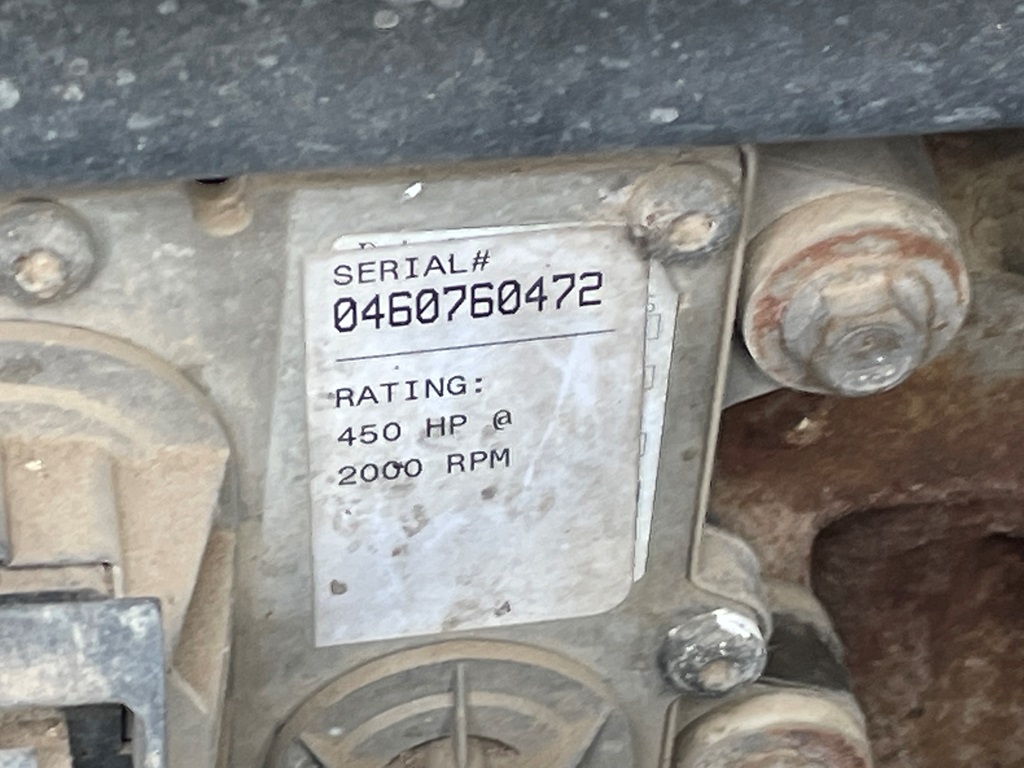 SERIAL#
0460760472
RATING:
450 HP @
2000 RPM